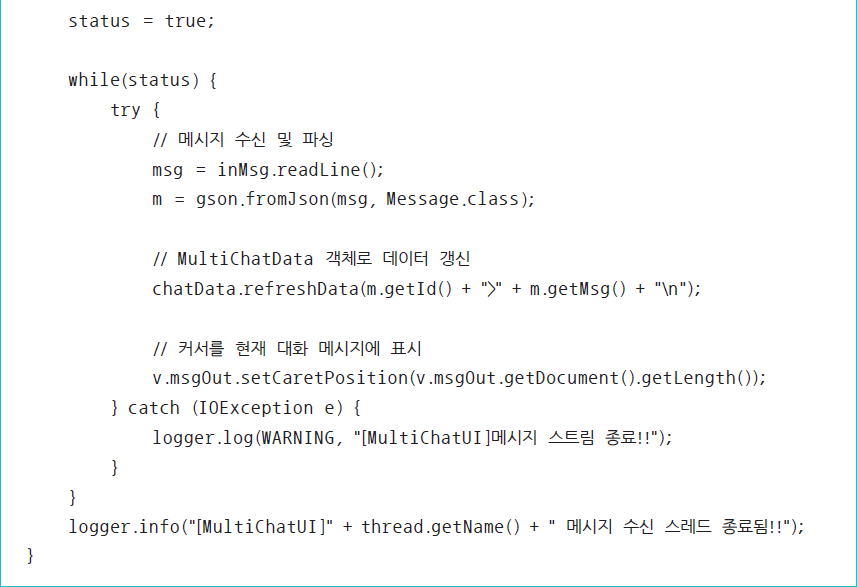 status = true;

while(status) {
    try {
        // 메시지 수신 및 파싱
        msg = inMsg.readLine();
        m = gson.fromJson(msg, Message.class);

        // MultiChatData 객체로 데이터 갱신
        chatData.refreshData(m.getId() + ">" + m.getMsg() + "\n");

        // 커서를 현재 대화 메시지에 표시
        v.msgOut.setCaretPosition(v.msgOut.getDocument().getLength());
    } catch (IOException e) {
        logger.log(WARNING, "[MultiChatUI]메시지 스트림 종료!!");
    }
}
logger.info("[MultiChatUI]" + thread.getName() + " 메시지 수신 스레드 종료됨!!");
}